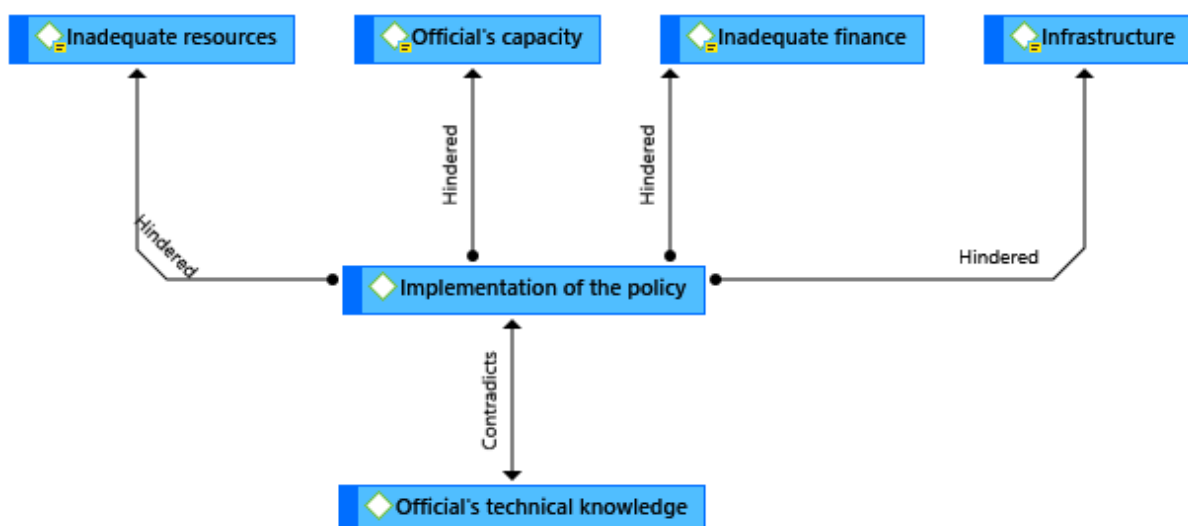 Inadequate resources
Official's capacity
Inadequate finance
Infrastructure
Hindered
Hindered
Hindered
Hindered
Implementation of the policy
Contradicts
Official's technical knowledge